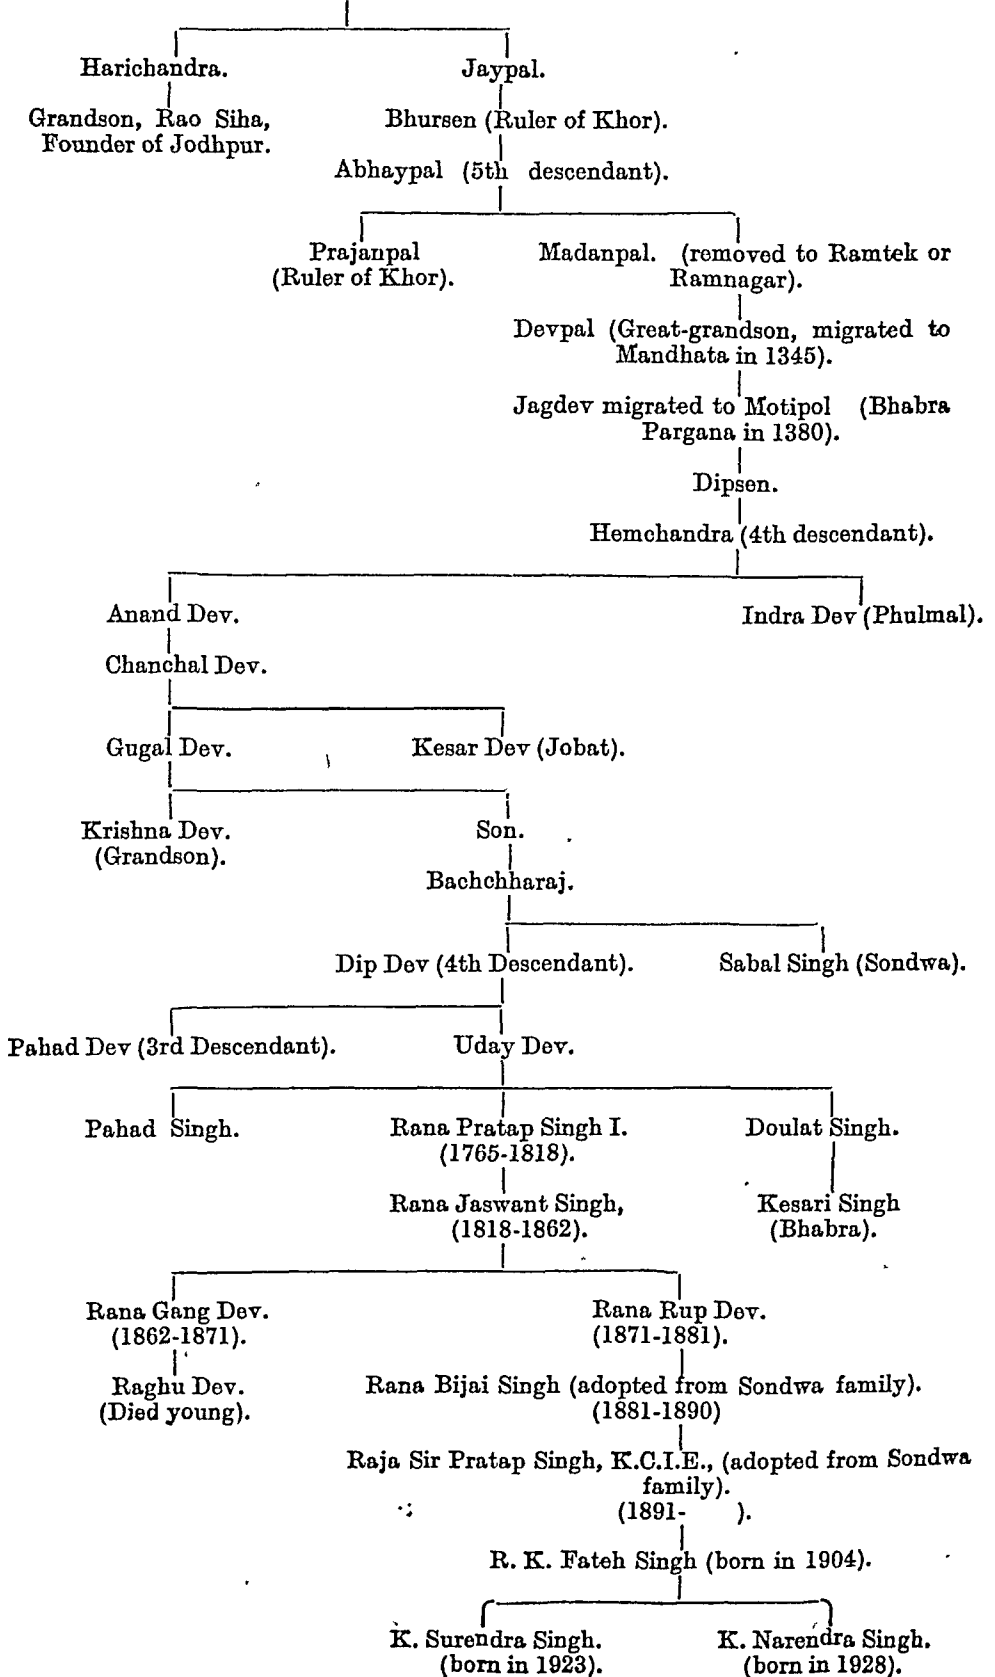 Harichandra.
Jaypal.
Grandson, Rao Siha,
Founder of Jodhpur.
Bhursen (Ruler of Khor).
Abhaypal (5th descendant).
Prajanpal
(Ruler of Khor).
Madanpal. (removed to Ramtek or
Ramnagar).
Devpal (Great-grandson, migrated to
Mandhata in 1345).
Jagdev migrated to Motipol (Bhabra
Pargana in 1380).
Dipsen.
Hemchandra (4th descendant).
Anand Dev.
Indra Dev (Phulmal).
Chanchal Dev.
Gugal Dev.
Kesar Dev (Jobat).
Krishna Dev.
(Grandson).
Son.
Bachchharaj.
Dip Dev (4th Descendant).
Sabal Singh (Sondwa).
Pahad Dev (3rd Descendant).
Uday Dev.
Pahad Singh.
Rana Pratap Singh I.
(1765-1818).
Doulat Singh.
Rana Jaswant Singh,
(1818-1862).
Kesari Singh
(Bhabra).
Rana Gang Dev.
(1862-1871).
Rana Rup Dev.
(1871-1881).
Raghu Dev.
(Died young).
Rana Bijai Singh (adopted from Sondwa family).
(1881-1890)
Raja Sir Pratap Singh, K.C.I.E., (adopted from Sondwa
family).
(1891- ).
R. K. Fateh Singh (born in 1904).
K. Surendra Singh.
(born in 1923).
K. Narendra Singh.
(born in 1928).